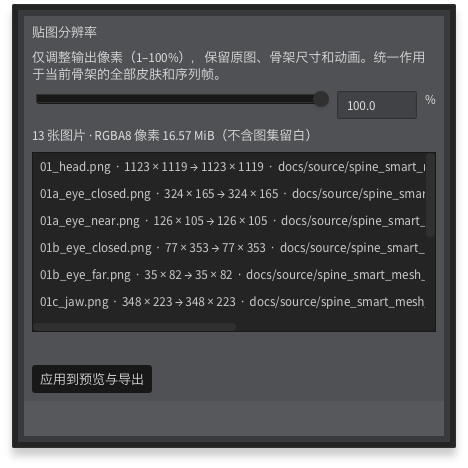 贴图分辨率
仅调整输出像素（1–100%），保留原图、骨架尺寸和动画。统一作用
于当前骨架的全部皮肤和序列帧。
100.0 %
13 张图片 · RGBA8 像素 16.57 MiB（不含图集留白）
01_head.png · 1123 × 1119 → 1123 × 1119 · docs/source/spine_smart_
01a_eye_closed.png · 324 × 165 → 324 × 165 · docs/source/spine_smar
01a_eye_near.png · 126 × 105 → 126 × 105 · docs/source/spine_smart_
01b_eye_closed.png · 77 × 353 → 77 × 353 · docs/source/spine_smart_
01b_eye_far.png · 35 × 82 → 35 × 82 · docs/source/spine_smart_mesh_
01c_jaw.png · 348 × 223 → 348 × 223 · docs/source/spine_smart_mesh_
应用到预览与导出